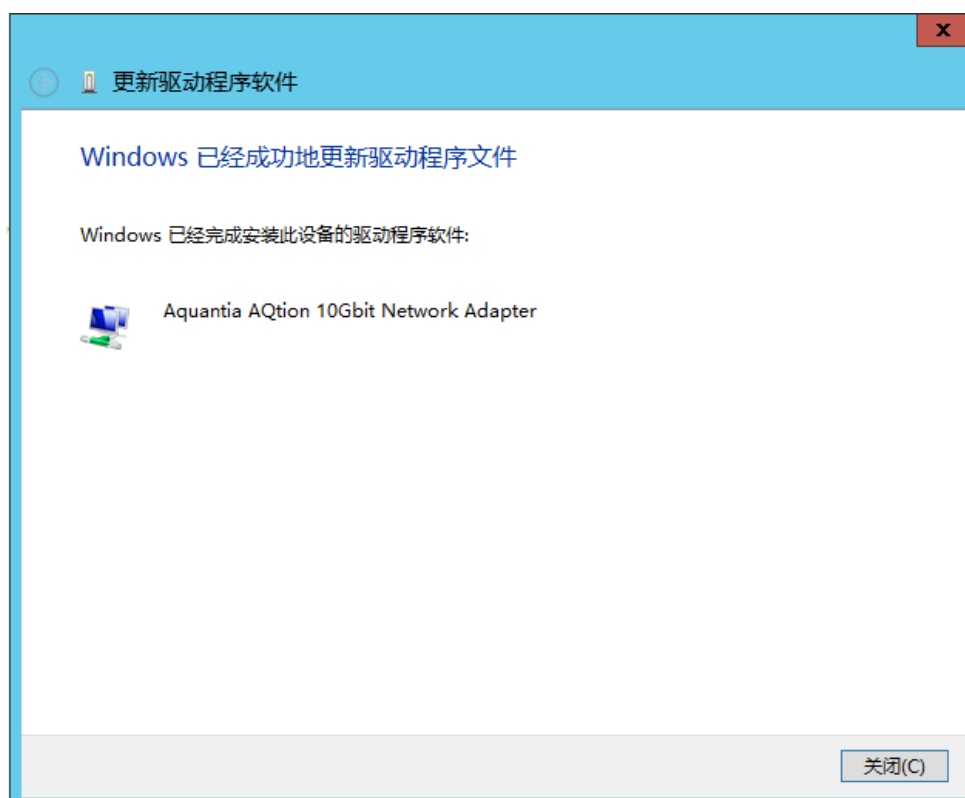 x
更新驱动程序软件
Windows 已经成功地更新驱动程序文件
Windows 已经完成安装此设备的驱动程序软件:
Aquantia AQtion 10Gbit Network Adapter
关闭(C)